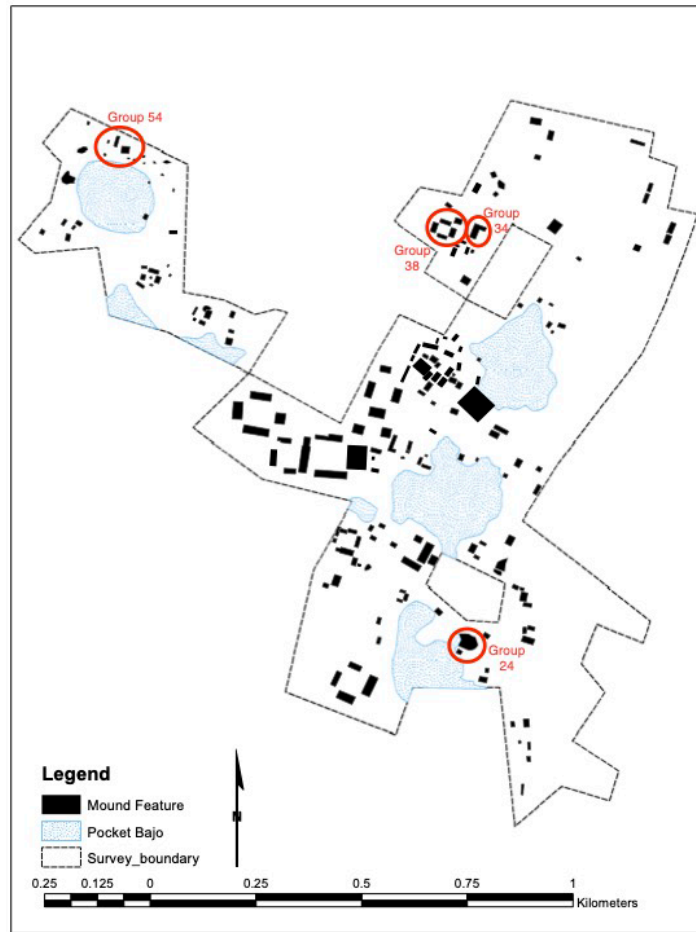 Group 54
Group
34
Group
38
Group
24
Legend
Mound Feature
Pocket Bajo
Survey_boundary
N
0.25 0.125 0 0.25 0.5 0.75 1
Kilometers